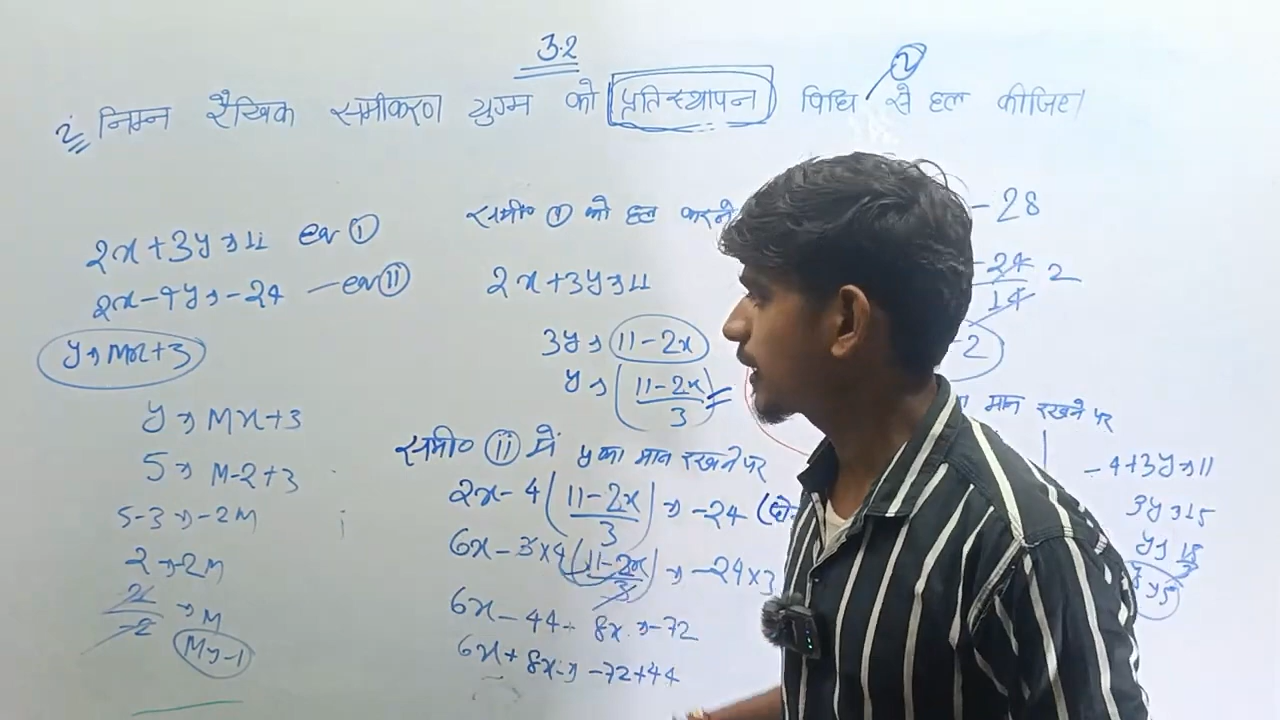 3.2
2
2. निम्न रैखिक समीकरण युग्म को प्रतिस्थापन विधि से हल कीजिए।
2x + 3y = 11 eq ①
2x - 4y = -24 — eq ⑪
y = Mx + 3
y = Mx + 3
5 = M-2 + 3
5-3 = -2M
2 = -2M
= M
M = -1
समी० ① को हल करने
2x + 3y = 11
3y = 11 - 2x
y = (11 - 2x / 3)
समी० ⑪ में y का मान रखने पर
2x - 4 (11 - 2x / 3) = -24
6x - 3×4 (11 - 2x / 3) = -24×3
6x - 44 + 8x = -72
6x + 8x = -72 + 44
- 28
2
14
2
मान रखने पर
-4 + 3y = 11
3y = 15